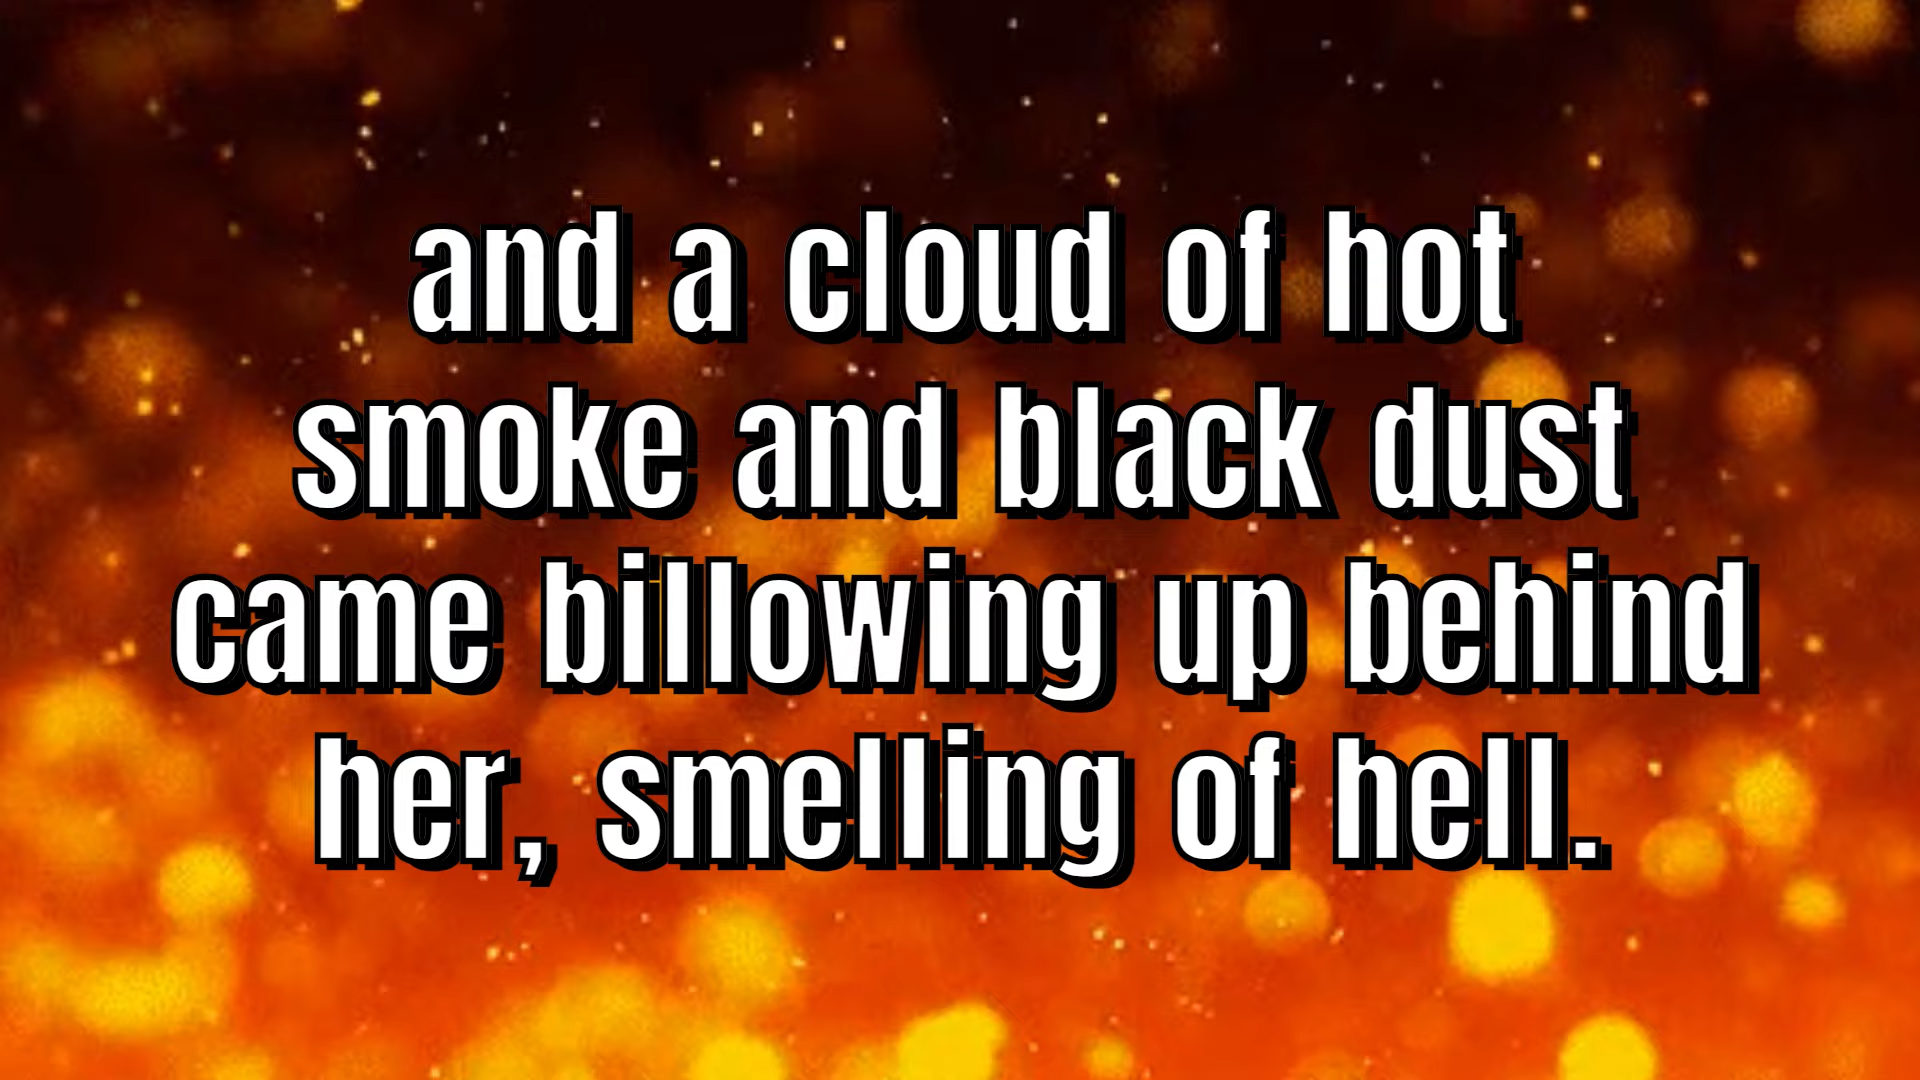 and a cloud of hot
smoke and black dust
came billowing up behind
her, smelling of hell.